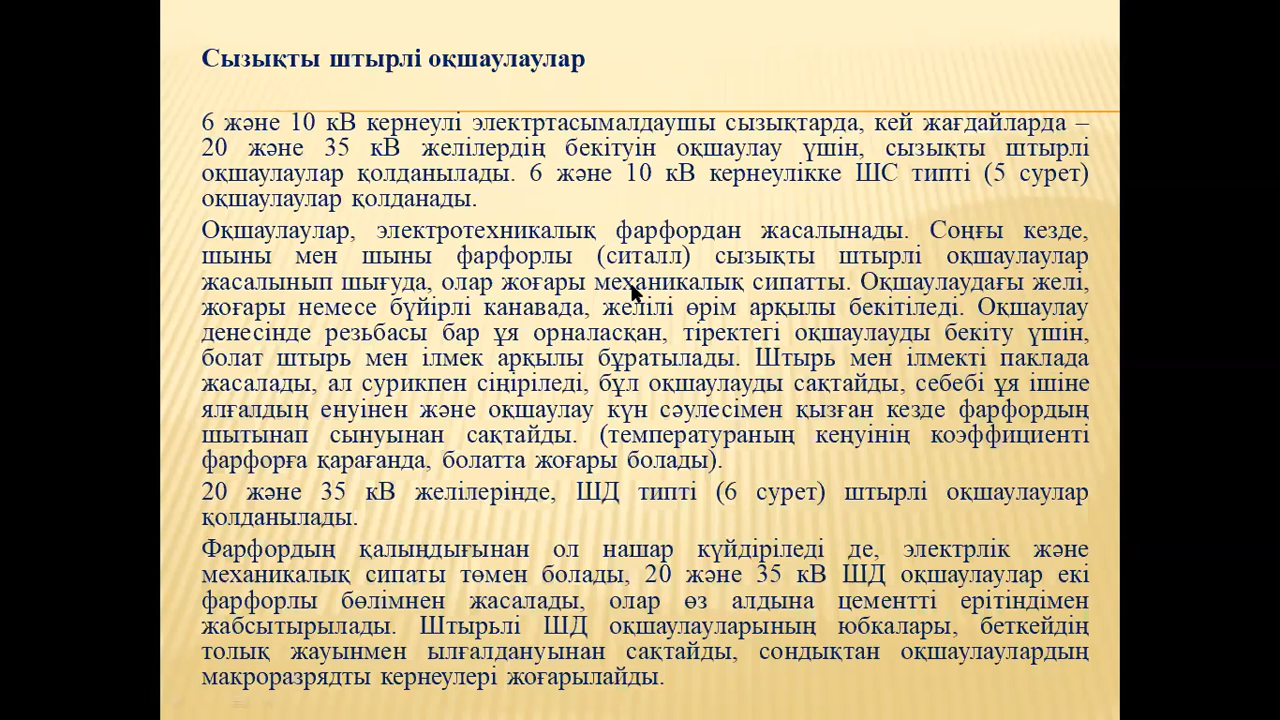 Сызықты штырлі оқшаулаулар
6 және 10 кВ кернеулі электртасымалдаушы сызықтарда, кей жағдайларда –
20 және 35 кВ желілердің бекітуін оқшаулау үшін, сызықты штырлі
оқшаулаулар қолданылады. 6 және 10 кВ кернеулікке ШС типті (5 сурет)
оқшаулаулар қолданады.
Оқшаулаулар, электротехникалық фарфордан жасалынады. Соңғы кезде,
шыны мен шыны фарфорлы (ситалл) сызықты штырлі оқшаулаулар
жасалынып шығуда, олар жоғары механикалық сипатты. Оқшаулаудағы желі,
жоғары немесе бүйірлі канавада, желілі өрім арқылы бекітіледі. Оқшаулау
денесінде резьбасы бар ұя орналасқан, тіректегі оқшаулауды бекіту үшін,
болат штырь мен ілмек арқылы бұратылады. Штырь мен ілмекті паклада
жасалады, ал сурикпен сіңіріледі, бұл оқшаулауды сақтайды, себебі ұя ішіне
ялғалдың енуінен және оқшаулау күн сәулесімен қызған кезде фарфордың
шытынап сынуынан сақтайды. (температураның кеңуінің коэффициенті
фарфорға қарағанда, болатта жоғары болады).
20 және 35 кВ желілерінде, ШД типті (6 сурет) штырлі оқшаулаулар
қолданылады.
Фарфордың қалыңдығынан ол нашар күйдіріледі де, электрлік және
механикалық сипаты төмен болады, 20 және 35 кВ ШД оқшаулаулар екі
фарфорлы бөлімнен жасалады, олар өз алдына цементті ерітіндімен
жабсытырылады. Штырьлі ШД оқшаулауларының юбкалары, беткейдің
толық жауынмен ылғалдануынан сақтайды, сондықтан оқшаулаулардың
макроразрядты кернеулері жоғарылайды.